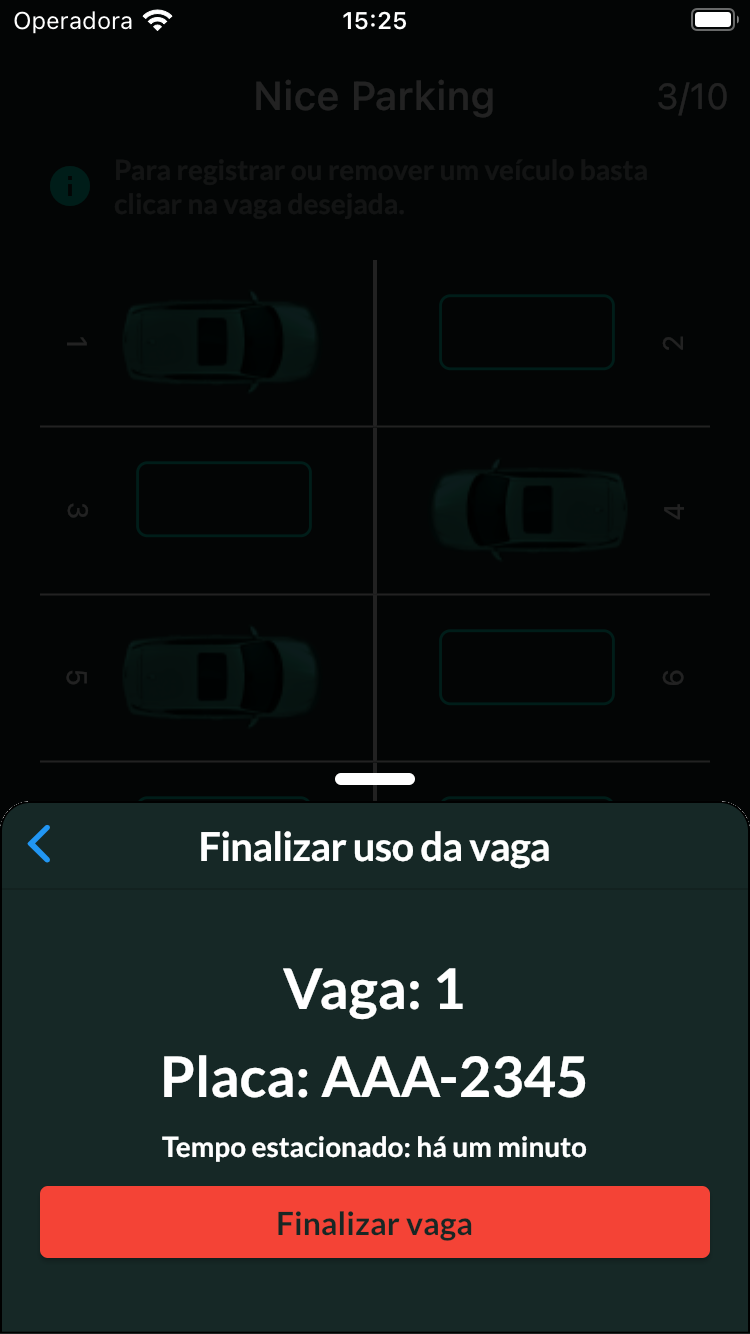 Operadora 15:25
Nice Parking 3/10
Para registrar ou remover um veículo basta
clicar na vaga desejada.
1
2
3
4
5
6
Finalizar uso da vaga
Vaga: 1
Placa: AAA-2345
Tempo estacionado: há um minuto
Finalizar vaga